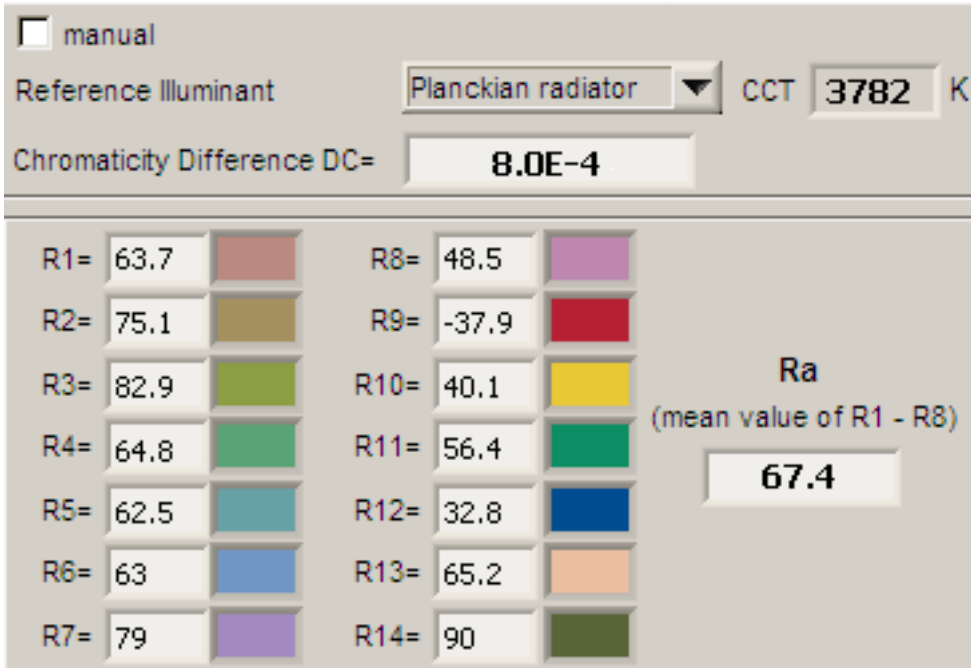 manual
Reference Illuminant Planckian radiator CCT 3782 K
Chromaticity Difference DC= 8.0E-4
R1= 63.7 R8= 48.5
R2= 75.1 R9= -37.9
R3= 82.9 R10= 40.1
R4= 64.8 R11= 56.4
R5= 62.5 R12= 32.8
R6= 63 R13= 65.2
R7= 79 R14= 90
Ra
(mean value of R1 - R8)
67.4